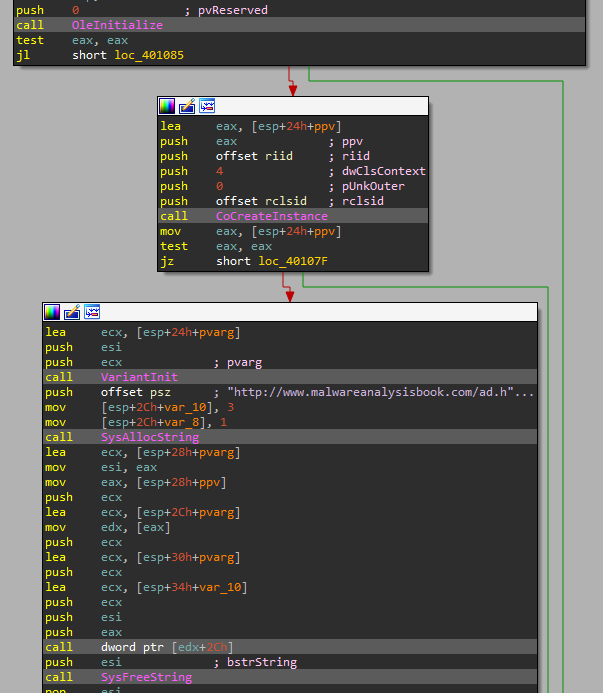 push 0 ; pvReserved
call OleInitialize
test eax, eax
jl short loc_401085
lea eax, [esp+24h+ppv]
push eax ; ppv
push offset riid ; riid
push 4 ; dwClsContext
push 0 ; pUnkOuter
push offset rclsid ; rclsid
call CoCreateInstance
mov eax, [esp+24h+ppv]
test eax, eax
jz short loc_40107F
lea ecx, [esp+24h+pvarg]
push esi
push ecx ; pvarg
call VariantInit
push offset psz ; "http://www.malwareanalysisbook.com/ad.h"...
mov [esp+2Ch+var_10], 3
mov [esp+2Ch+var_8], 1
call SysAllocString
lea ecx, [esp+28h+pvarg]
mov esi, eax
mov eax, [esp+28h+ppv]
push ecx
lea ecx, [esp+2Ch+pvarg]
mov edx, [eax]
push ecx
lea ecx, [esp+30h+pvarg]
push ecx
lea ecx, [esp+34h+var_10]
push ecx
push esi
push eax
call dword ptr [edx+2Ch]
push esi ; bstrString
call SysFreeString
pop esi